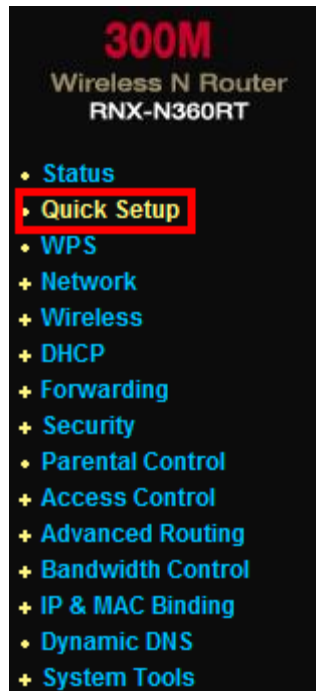 300M
Wireless N Router
RNX-N360RT
• Status
• Quick Setup
• WPS
+ Network
+ Wireless
+ DHCP
+ Forwarding
+ Security
• Parental Control
+ Access Control
+ Advanced Routing
+ Bandwidth Control
+ IP & MAC Binding
• Dynamic DNS
+ System Tools